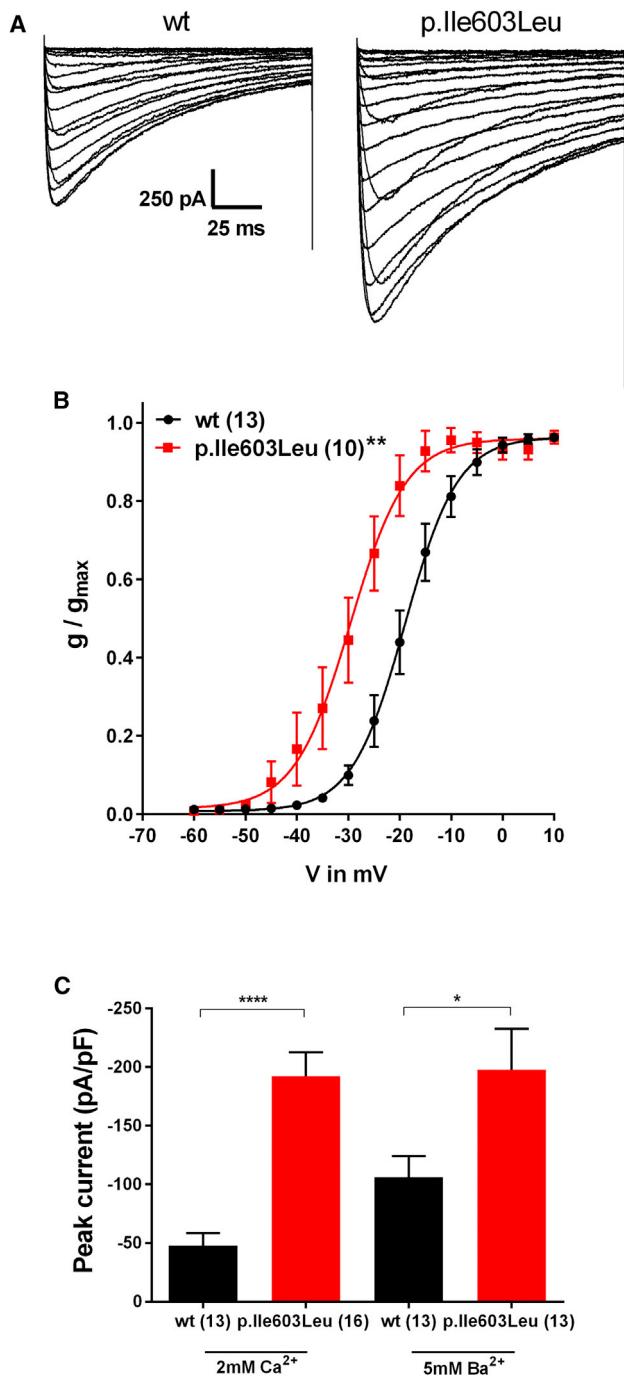 A
wt
p.Ile603Leu
250 pA
25 ms
B
wt (13)
p.Ile603Leu (10)**
1.0
0.8
0.6
0.4
0.2
0.0
g / gmax
-70 -60 -50 -40 -30 -20 -10 0 10
V in mV
C
**** *
-250
-200
-150
-100
-50
0
Peak current (pA/pF)
wt (13) p.Ile603Leu (16) wt (13) p.Ile603Leu (13)
2mM Ca²⁺ 5mM Ba²⁺